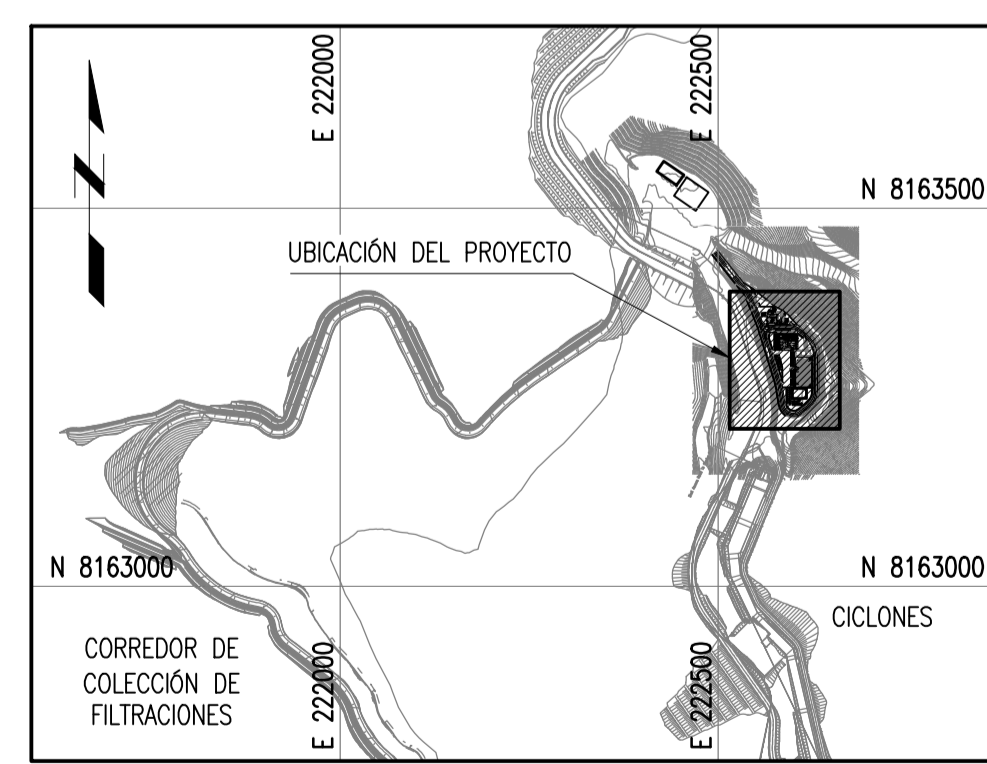 E 222000
E 222500
N 8163500
UBICACIÓN DEL PROYECTO
N 8163000
N 8163000
CICLONES
CORREDOR DE
COLECCIÓN DE
FILTRACIONES
E 222000
E 222500
N